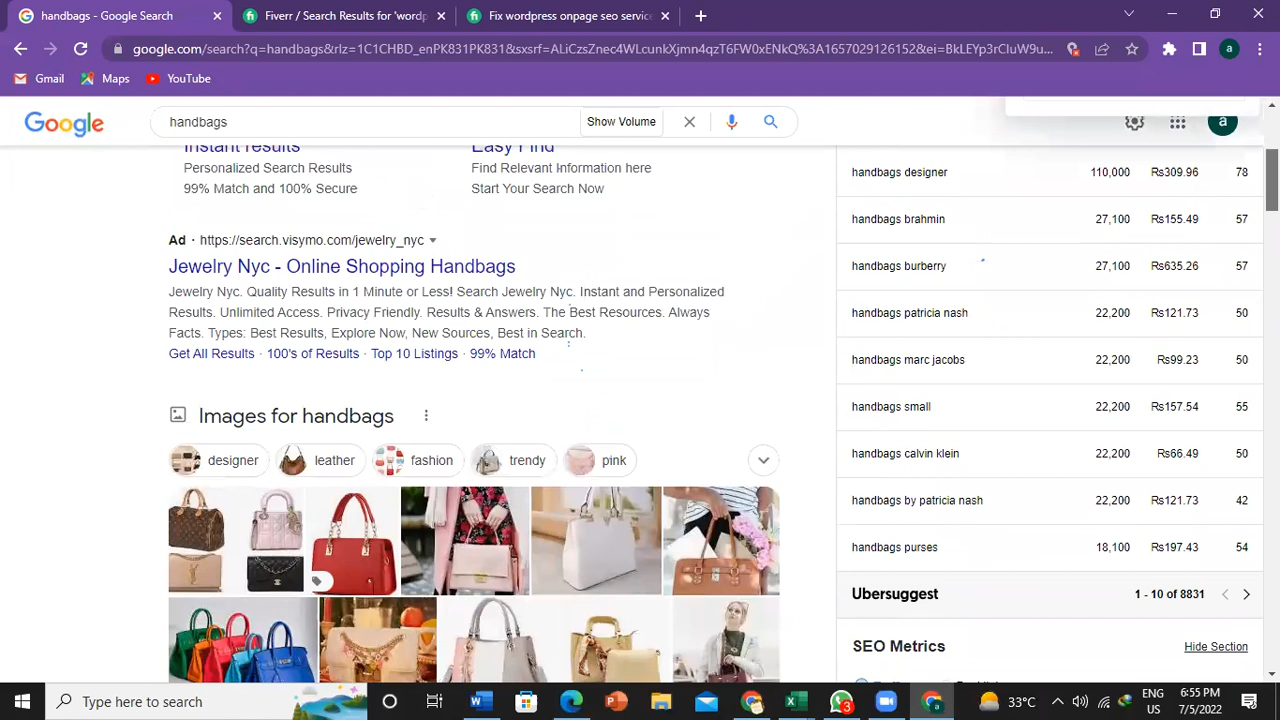 handbags - Google Search
Fiverr / Search Results for 'wordp
Fix wordpress onpage seo service
google.com/search?q=handbags&rlz=1C1CHBD_enPK831PK831&sxsrf=ALiCzsZnec4WLcunkXjmn4qzT6FW0xENkQ%3A1657029126152&ei=BkLEYp3rCIuW9u...
a
Gmail
Maps
YouTube
Google
handbags
Show Volume
a
Instant results
Easy Find
Personalized Search Results
Find Relevant Information here
99% Match and 100% Secure
Start Your Search Now
Ad · https://search.visymo.com/jewelry_nyc
Jewelry Nyc - Online Shopping Handbags
Jewelry Nyc. Quality Results in 1 Minute or Less! Search Jewelry Nyc. Instant and Personalized
Results. Unlimited Access. Privacy Friendly. Results & Answers. The Best Resources. Always
Facts. Types: Best Results, Explore Now, New Sources, Best in Search.
Get All Results · 100's of Results · Top 10 Listings · 99% Match
Images for handbags
designer
leather
fashion
trendy
pink
handbags designer 110,000 Rs309.96 78
handbags brahmin 27,100 Rs155.49 57
handbags burberry 27,100 Rs635.26 57
handbags patricia nash 22,200 Rs121.73 50
handbags marc jacobs 22,200 Rs99.23 50
handbags small 22,200 Rs157.54 55
handbags calvin klein 22,200 Rs66.49 50
handbags by patricia nash 22,200 Rs121.73 42
handbags purses 18,100 Rs197.43 54
Ubersuggest 1 - 10 of 8831
SEO Metrics Hide Section
Type here to search
3
33°C
ENG
US
6:55 PM
7/5/2022